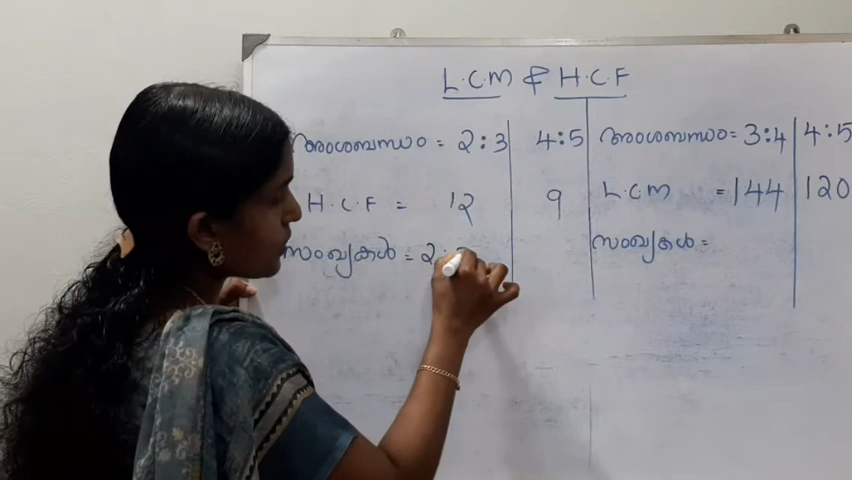 L.C.M & H.C.F
അംശബന്ധം = 2:3 4:5 അംശബന്ധം = 3:4 4:5
H.C.F = 12 9 L.C.M = 144 120
സംഖ്യകൾ = 2: സംഖ്യകൾ =